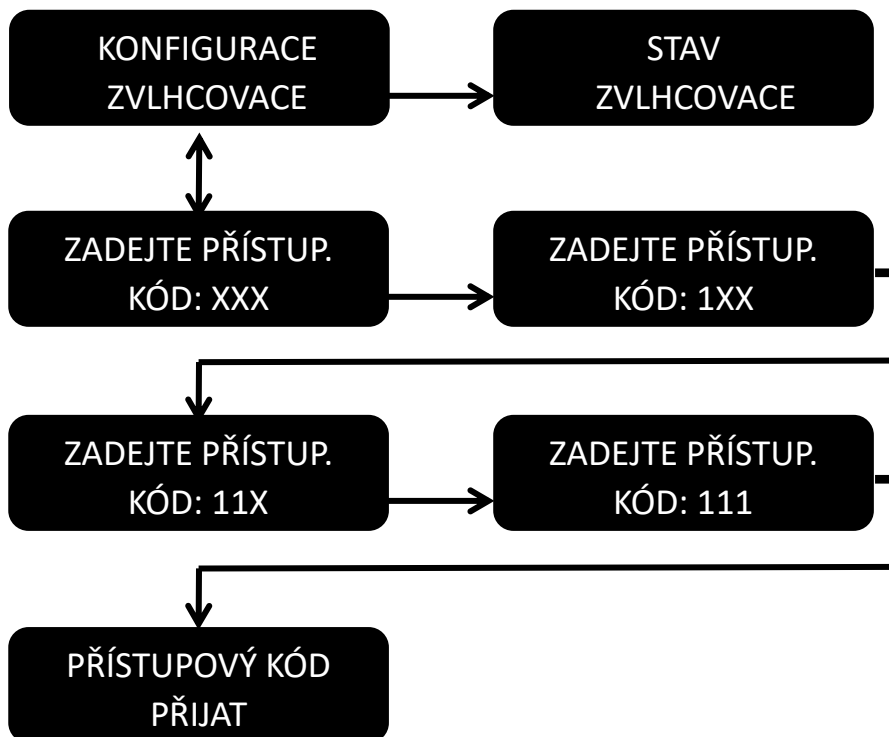 KONFIGURACE
ZVLHCOVACE
STAV
ZVLHCOVACE
ZADEJTE PŘÍSTUP.
KÓD: XXX
ZADEJTE PŘÍSTUP.
KÓD: 1XX
ZADEJTE PŘÍSTUP.
KÓD: 11X
ZADEJTE PŘÍSTUP.
KÓD: 111
PŘÍSTUPOVÝ KÓD
PŘIJAT